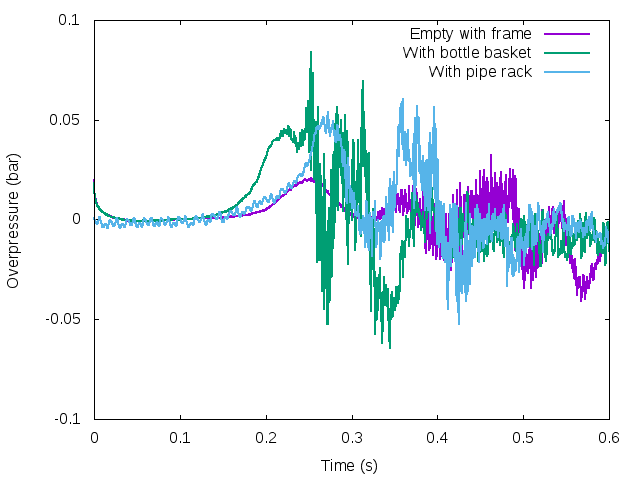 Empty with frame
With bottle basket
With pipe rack
0.1
0.05
0
-0.05
-0.1
Overpressure (bar)
0 0.1 0.2 0.3 0.4 0.5 0.6
Time (s)